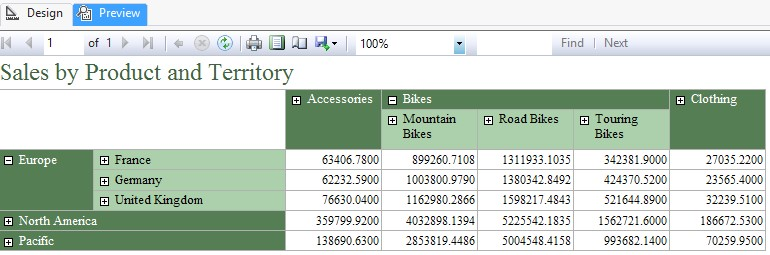 Design Preview
1 of 1 100% Find | Next
Sales by Product and Territory
Accessories Bikes Clothing
Mountain Bikes Road Bikes Touring Bikes
Europe France 63406.7800 899260.7108 1311933.1035 342381.9000 27035.2200
Germany 62232.5900 1003800.9790 1380342.8492 424370.5200 23565.4000
United Kingdom 76630.0400 1162980.2866 1598217.4843 521644.8900 32239.5100
North America 359799.9200 4032898.1394 5225542.1835 1562721.6000 186672.5300
Pacific 138690.6300 2853819.4486 5004548.4158 993682.1400 70259.9500